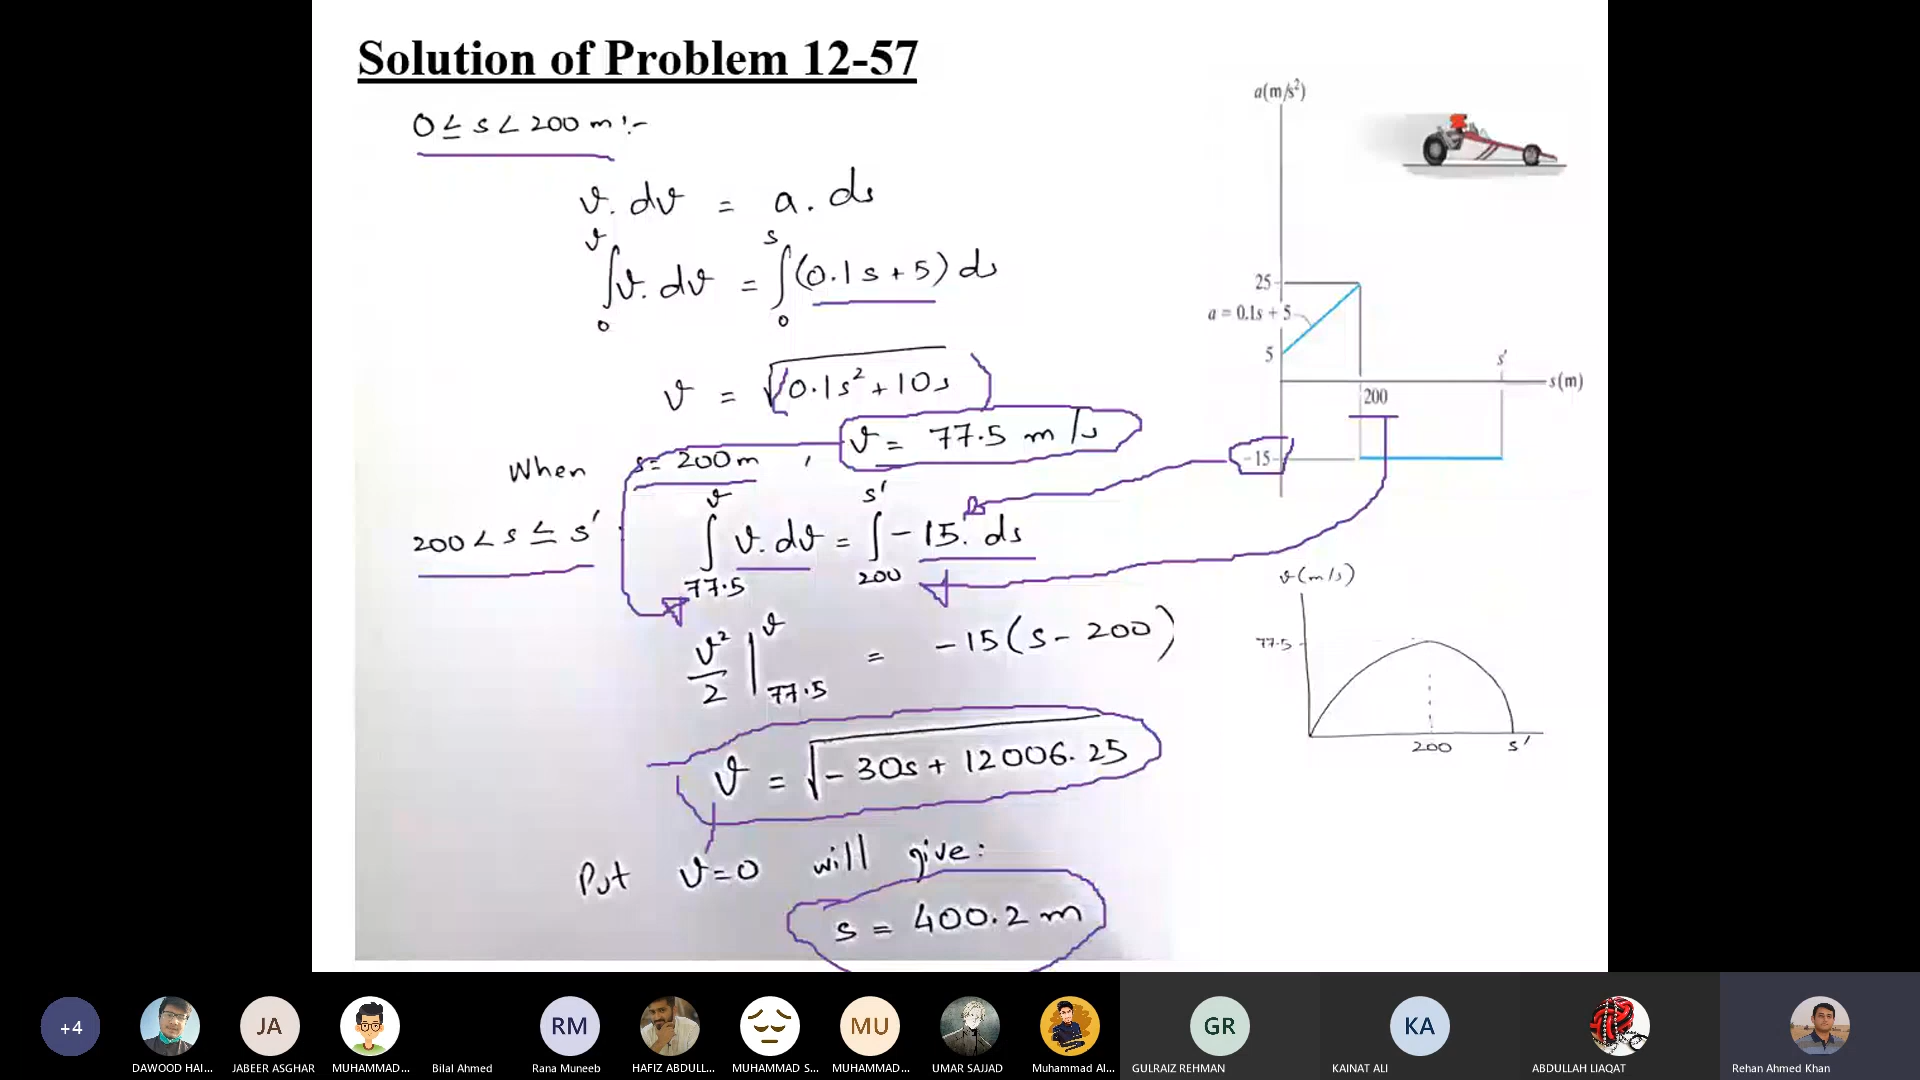 Solution of Problem 12-57
0 ≤ s < 200 m :-
v. dv = a. ds
∫₀ᵛ v. dv = ∫₀ˢ (0.1s + 5) ds
v = √(0.1s² + 10s)
When s = 200m , v = 77.5 m/s
200 < s ≤ s'
∫ v. dv = ∫ -15. ds
v
77.5
s'
200
v²/2 | = -15(s - 200)
v
77.5
v = √(-30s + 12006.25)
Put v=0 will give:
s = 400.2 m
a(m/s²)
25
a = 0.1s + 5
5
s'
s(m)
200
-15
v(m/s)
77.5
200
s'
+4
DAWOOD HAI...
JA
JABEER ASGHAR
MUHAMMAD...
Bilal Ahmed
RM
Rana Muneeb
HAFIZ ABDULL...
MUHAMMAD S...
MU
MUHAMMAD...
UMAR SAJJAD
Muhammad Al...
GR
GULRAIZ REHMAN
KA
KAINAT ALI
ABDULLAH LIAQAT
Rehan Ahmed Khan